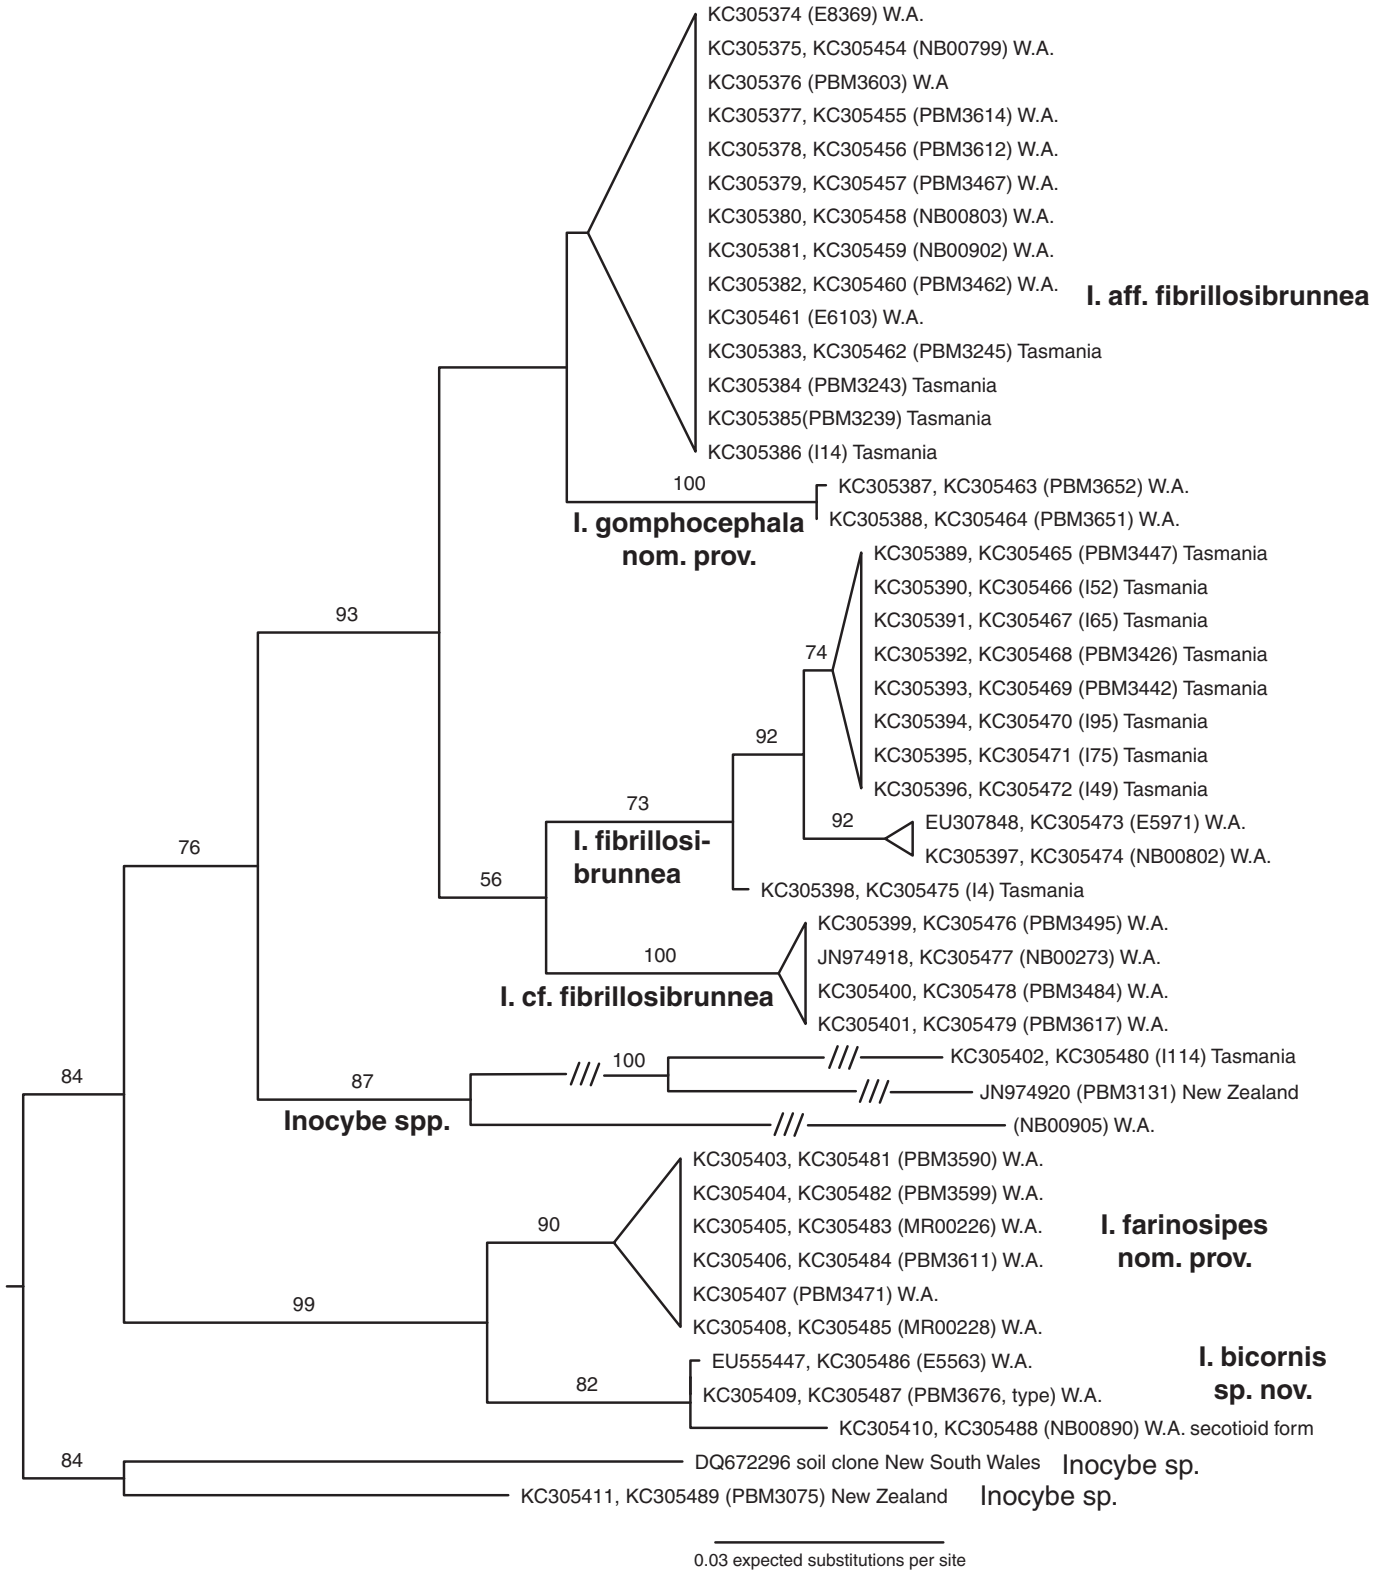 KC305374 (E8369) W.A.
KC305375, KC305454 (NB00799) W.A.
KC305376 (PBM3603) W.A
KC305377, KC305455 (PBM3614) W.A.
KC305378, KC305456 (PBM3612) W.A.
KC305379, KC305457 (PBM3467) W.A.
KC305380, KC305458 (NB00803) W.A.
KC305381, KC305459 (NB00902) W.A.
KC305382, KC305460 (PBM3462) W.A.
I. aff. fibrillosibrunnea
KC305461 (E6103) W.A.
KC305383, KC305462 (PBM3245) Tasmania
KC305384 (PBM3243) Tasmania
KC305385(PBM3239) Tasmania
KC305386 (I14) Tasmania
100
KC305387, KC305463 (PBM3652) W.A.
KC305388, KC305464 (PBM3651) W.A.
I. gomphocephala
nom. prov.
KC305389, KC305465 (PBM3447) Tasmania
KC305390, KC305466 (I52) Tasmania
93
KC305391, KC305467 (I65) Tasmania
74
KC305392, KC305468 (PBM3426) Tasmania
KC305393, KC305469 (PBM3442) Tasmania
KC305394, KC305470 (I95) Tasmania
92
KC305395, KC305471 (I75) Tasmania
KC305396, KC305472 (I49) Tasmania
73
92
EU307848, KC305473 (E5971) W.A.
I. fibrillosi-
brunnea
KC305397, KC305474 (NB00802) W.A.
76
56
KC305398, KC305475 (I4) Tasmania
KC305399, KC305476 (PBM3495) W.A.
100
JN974918, KC305477 (NB00273) W.A.
I. cf. fibrillosibrunnea
KC305400, KC305478 (PBM3484) W.A.
KC305401, KC305479 (PBM3617) W.A.
100
KC305402, KC305480 (I114) Tasmania
84
87
JN974920 (PBM3131) New Zealand
Inocybe spp.
(NB00905) W.A.
KC305403, KC305481 (PBM3590) W.A.
KC305404, KC305482 (PBM3599) W.A.
90
KC305405, KC305483 (MR00226) W.A.
I. farinosipes
nom. prov.
KC305406, KC305484 (PBM3611) W.A.
KC305407 (PBM3471) W.A.
99
KC305408, KC305485 (MR00228) W.A.
EU555447, KC305486 (E5563) W.A.
I. bicornis
sp. nov.
82
KC305409, KC305487 (PBM3676, type) W.A.
KC305410, KC305488 (NB00890) W.A. secotioid form
84
DQ672296 soil clone New South Wales Inocybe sp.
KC305411, KC305489 (PBM3075) New Zealand Inocybe sp.
0.03 expected substitutions per site